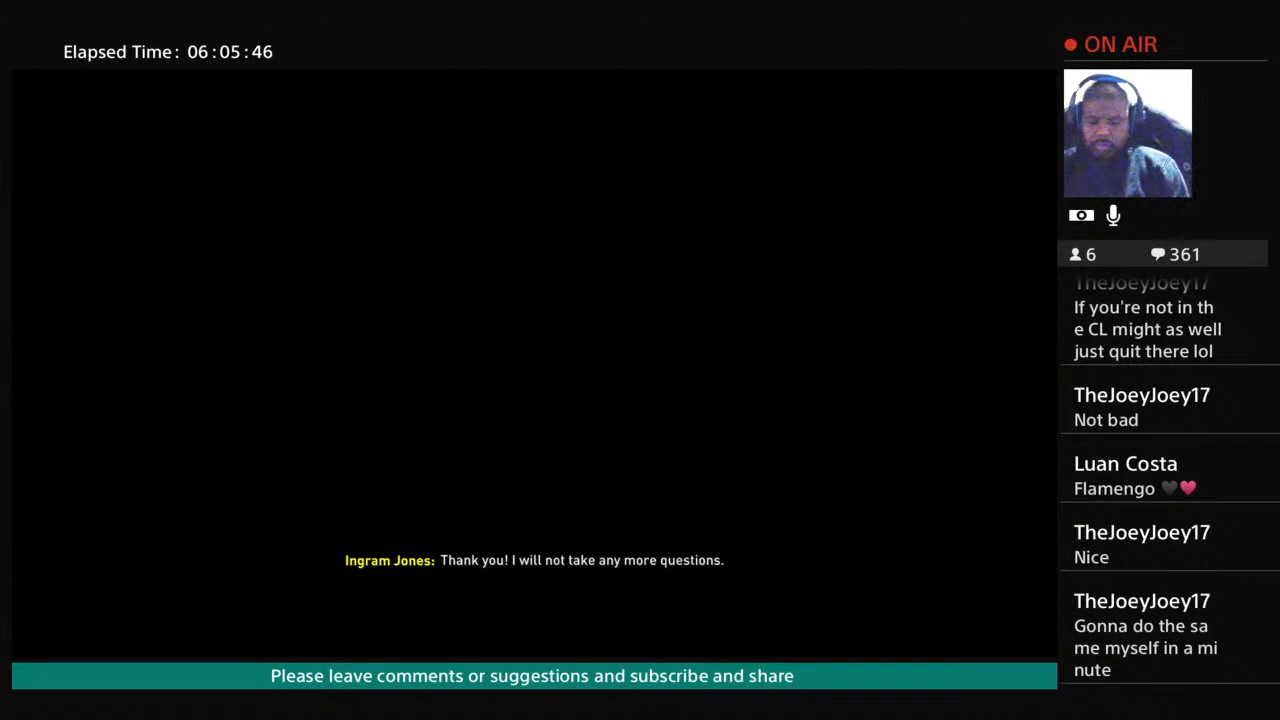 Elapsed Time: 06:05:46
ON AIR
6 361
TheJoeyJoey17
If you're not in th
e CL might as well
just quit there lol
TheJoeyJoey17
Not bad
Luan Costa
Flamengo 🖤❤️
TheJoeyJoey17
Nice
TheJoeyJoey17
Gonna do the sa
me myself in a mi
nute
Ingram Jones: Thank you! I will not take any more questions.
Please leave comments or suggestions and subscribe and share